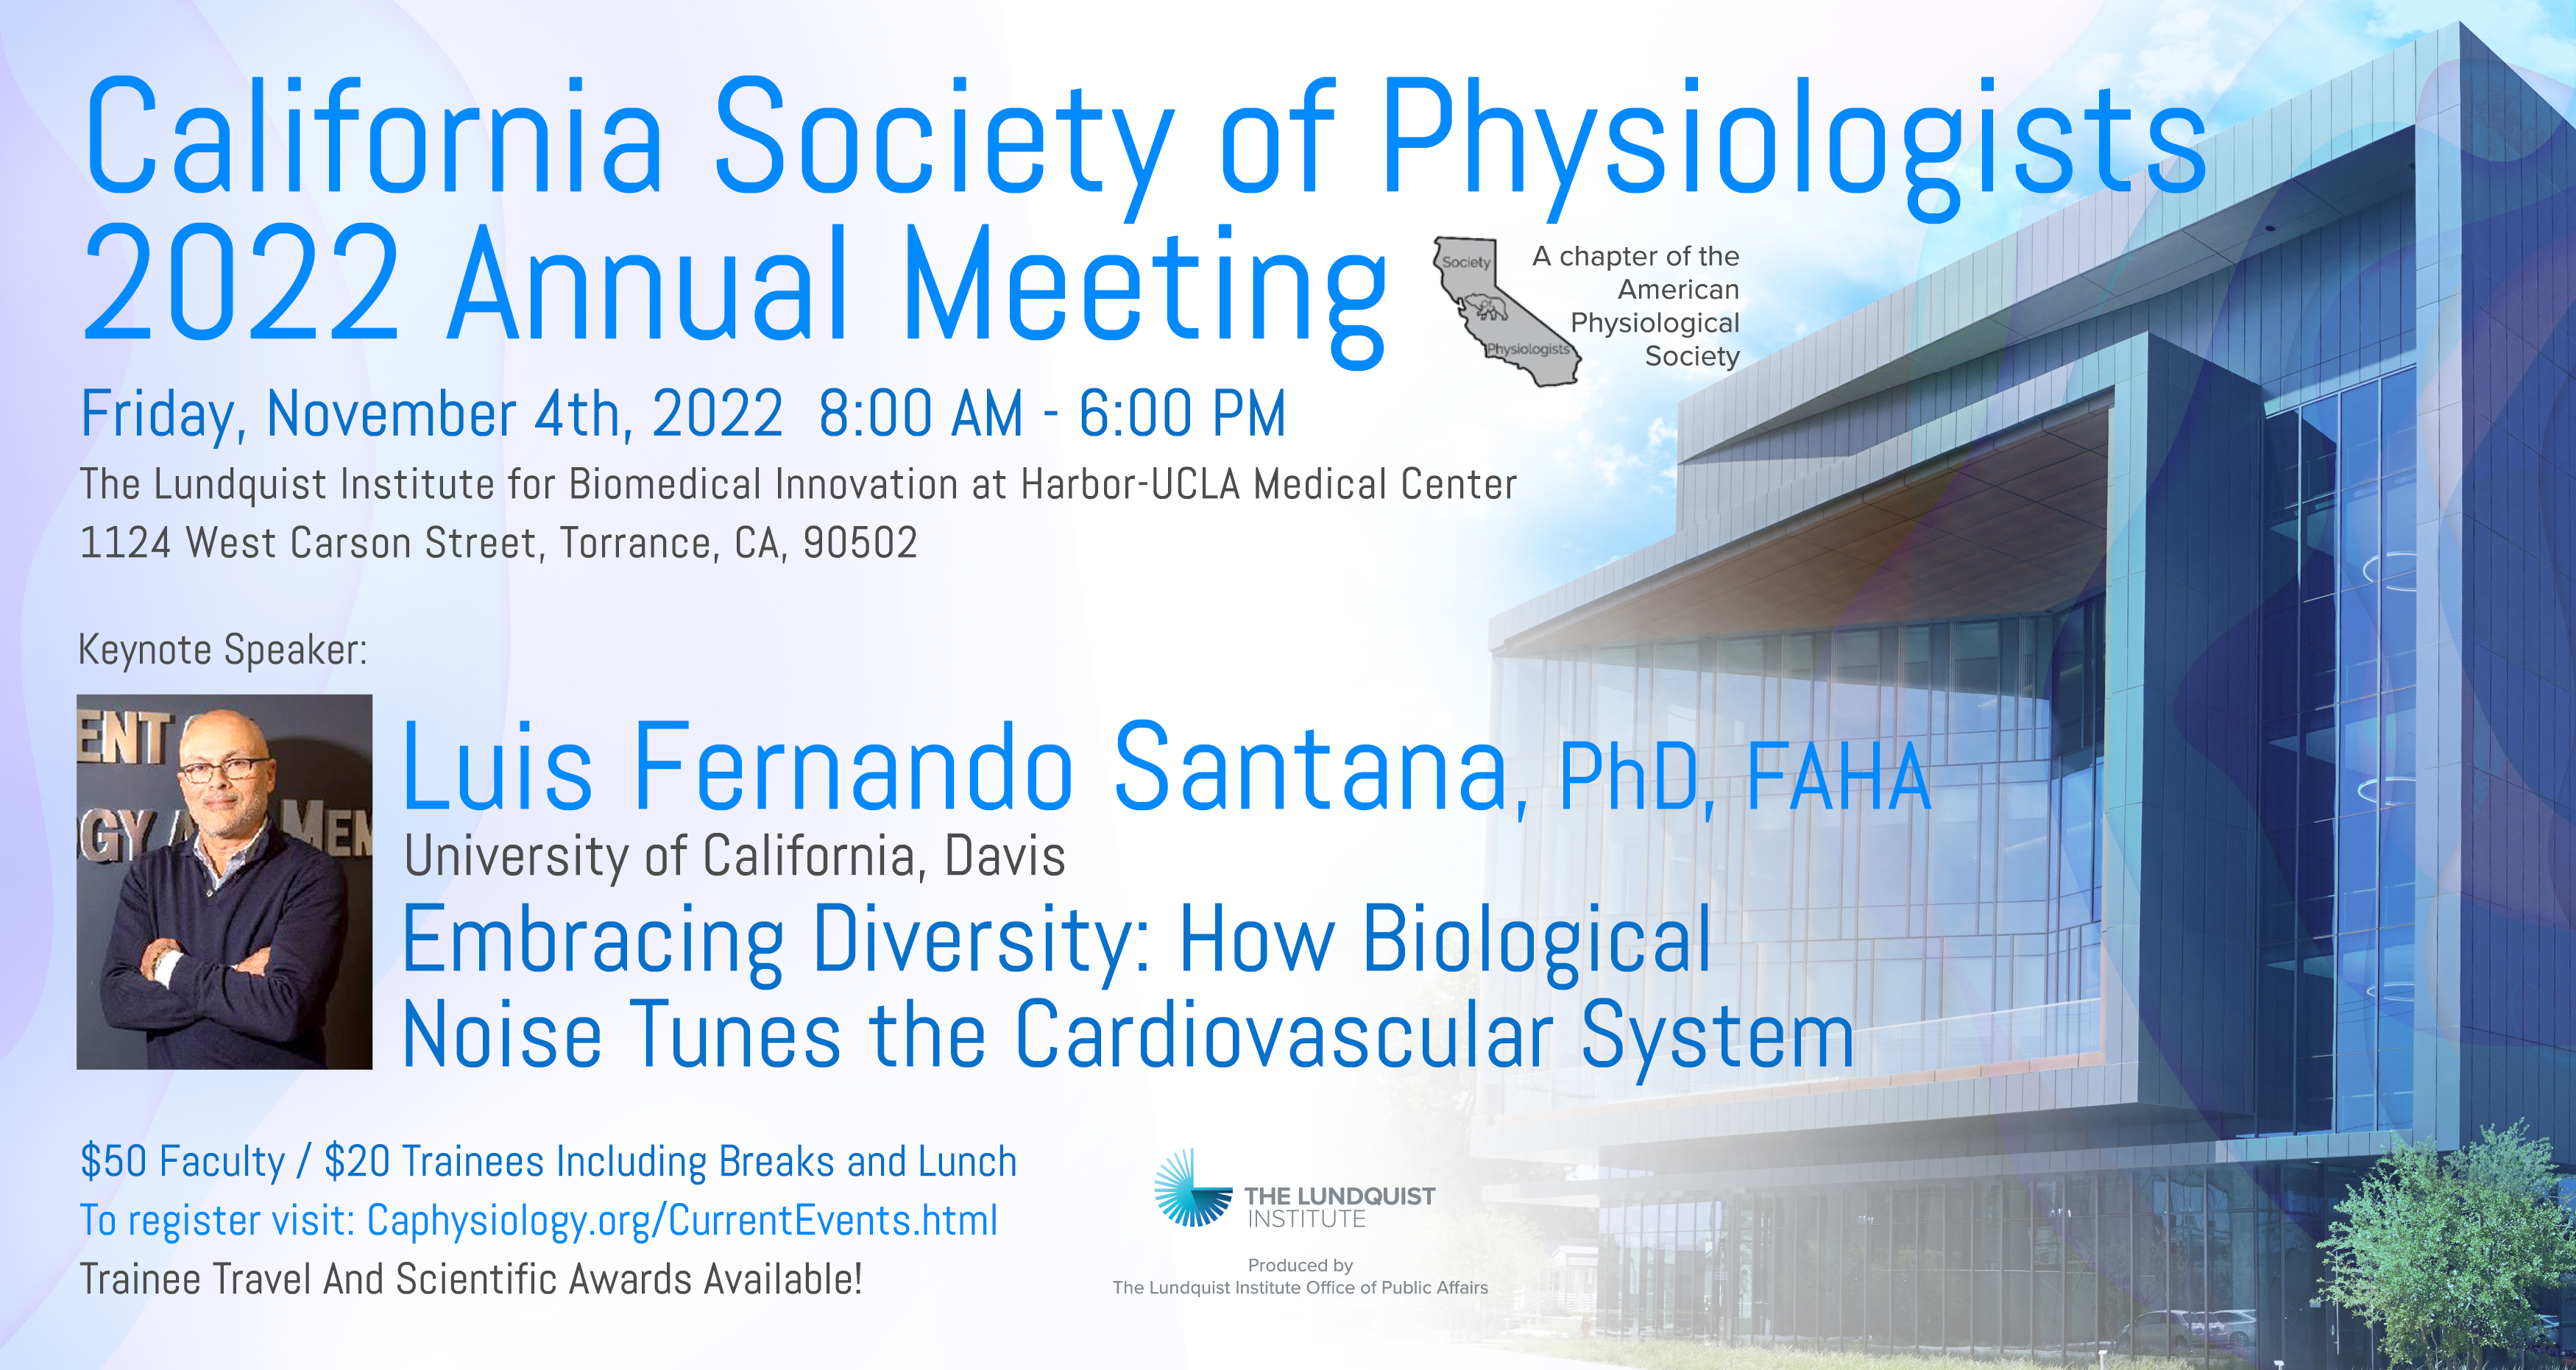 California Society of Physiologists
2022 Annual Meeting
Society
of
Physiologists
A chapter of the
American
Physiological
Society
Friday, November 4th, 2022 8:00 AM - 6:00 PM
The Lundquist Institute for Biomedical Innovation at Harbor-UCLA Medical Center
1124 West Carson Street, Torrance, CA, 90502
Keynote Speaker:
ENT
GY A MEM
Luis Fernando Santana, PhD, FAHA
University of California, Davis
Embracing Diversity: How Biological
Noise Tunes the Cardiovascular System
$50 Faculty / $20 Trainees Including Breaks and Lunch
To register visit: Caphysiology.org/CurrentEvents.html
Trainee Travel And Scientific Awards Available!
THE LUNDQUIST
INSTITUTE
Produced by
The Lundquist Institute Office of Public Affairs